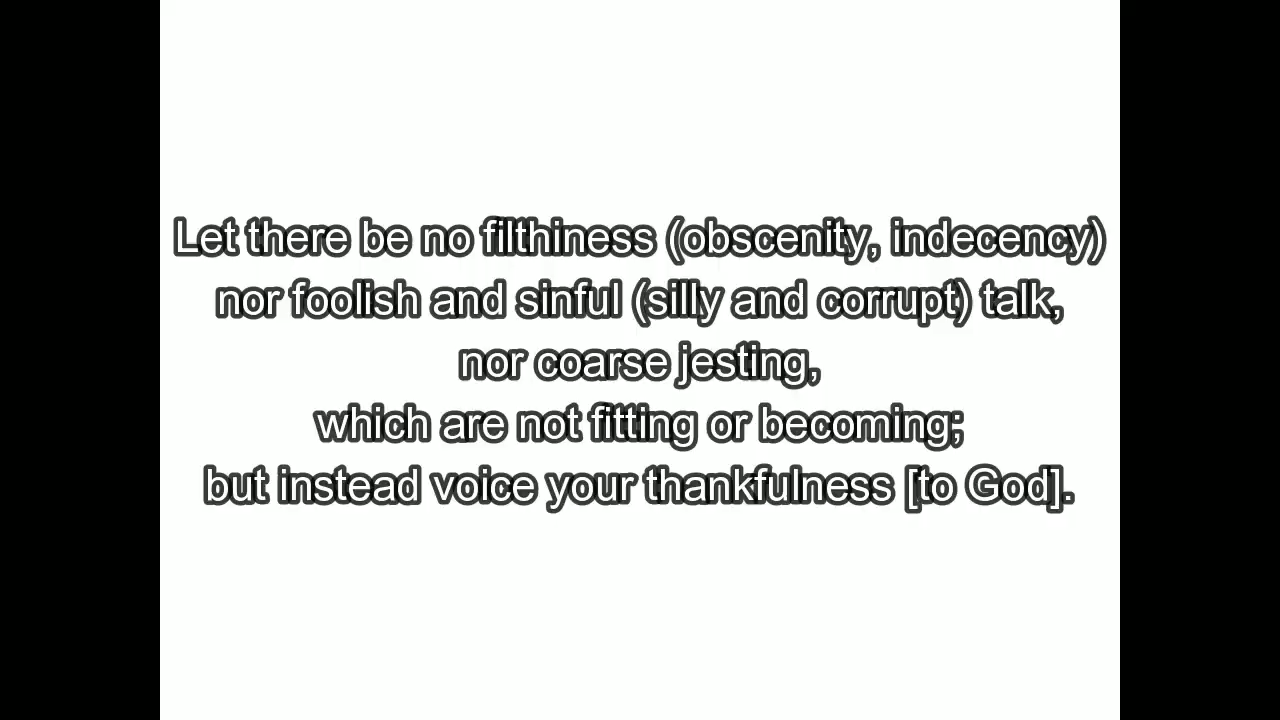 Let there be no filthiness (obscenity, indecency)
nor foolish and sinful (silly and corrupt) talk,
nor coarse jesting,
which are not fitting or becoming;
but instead voice your thankfulness [to God].